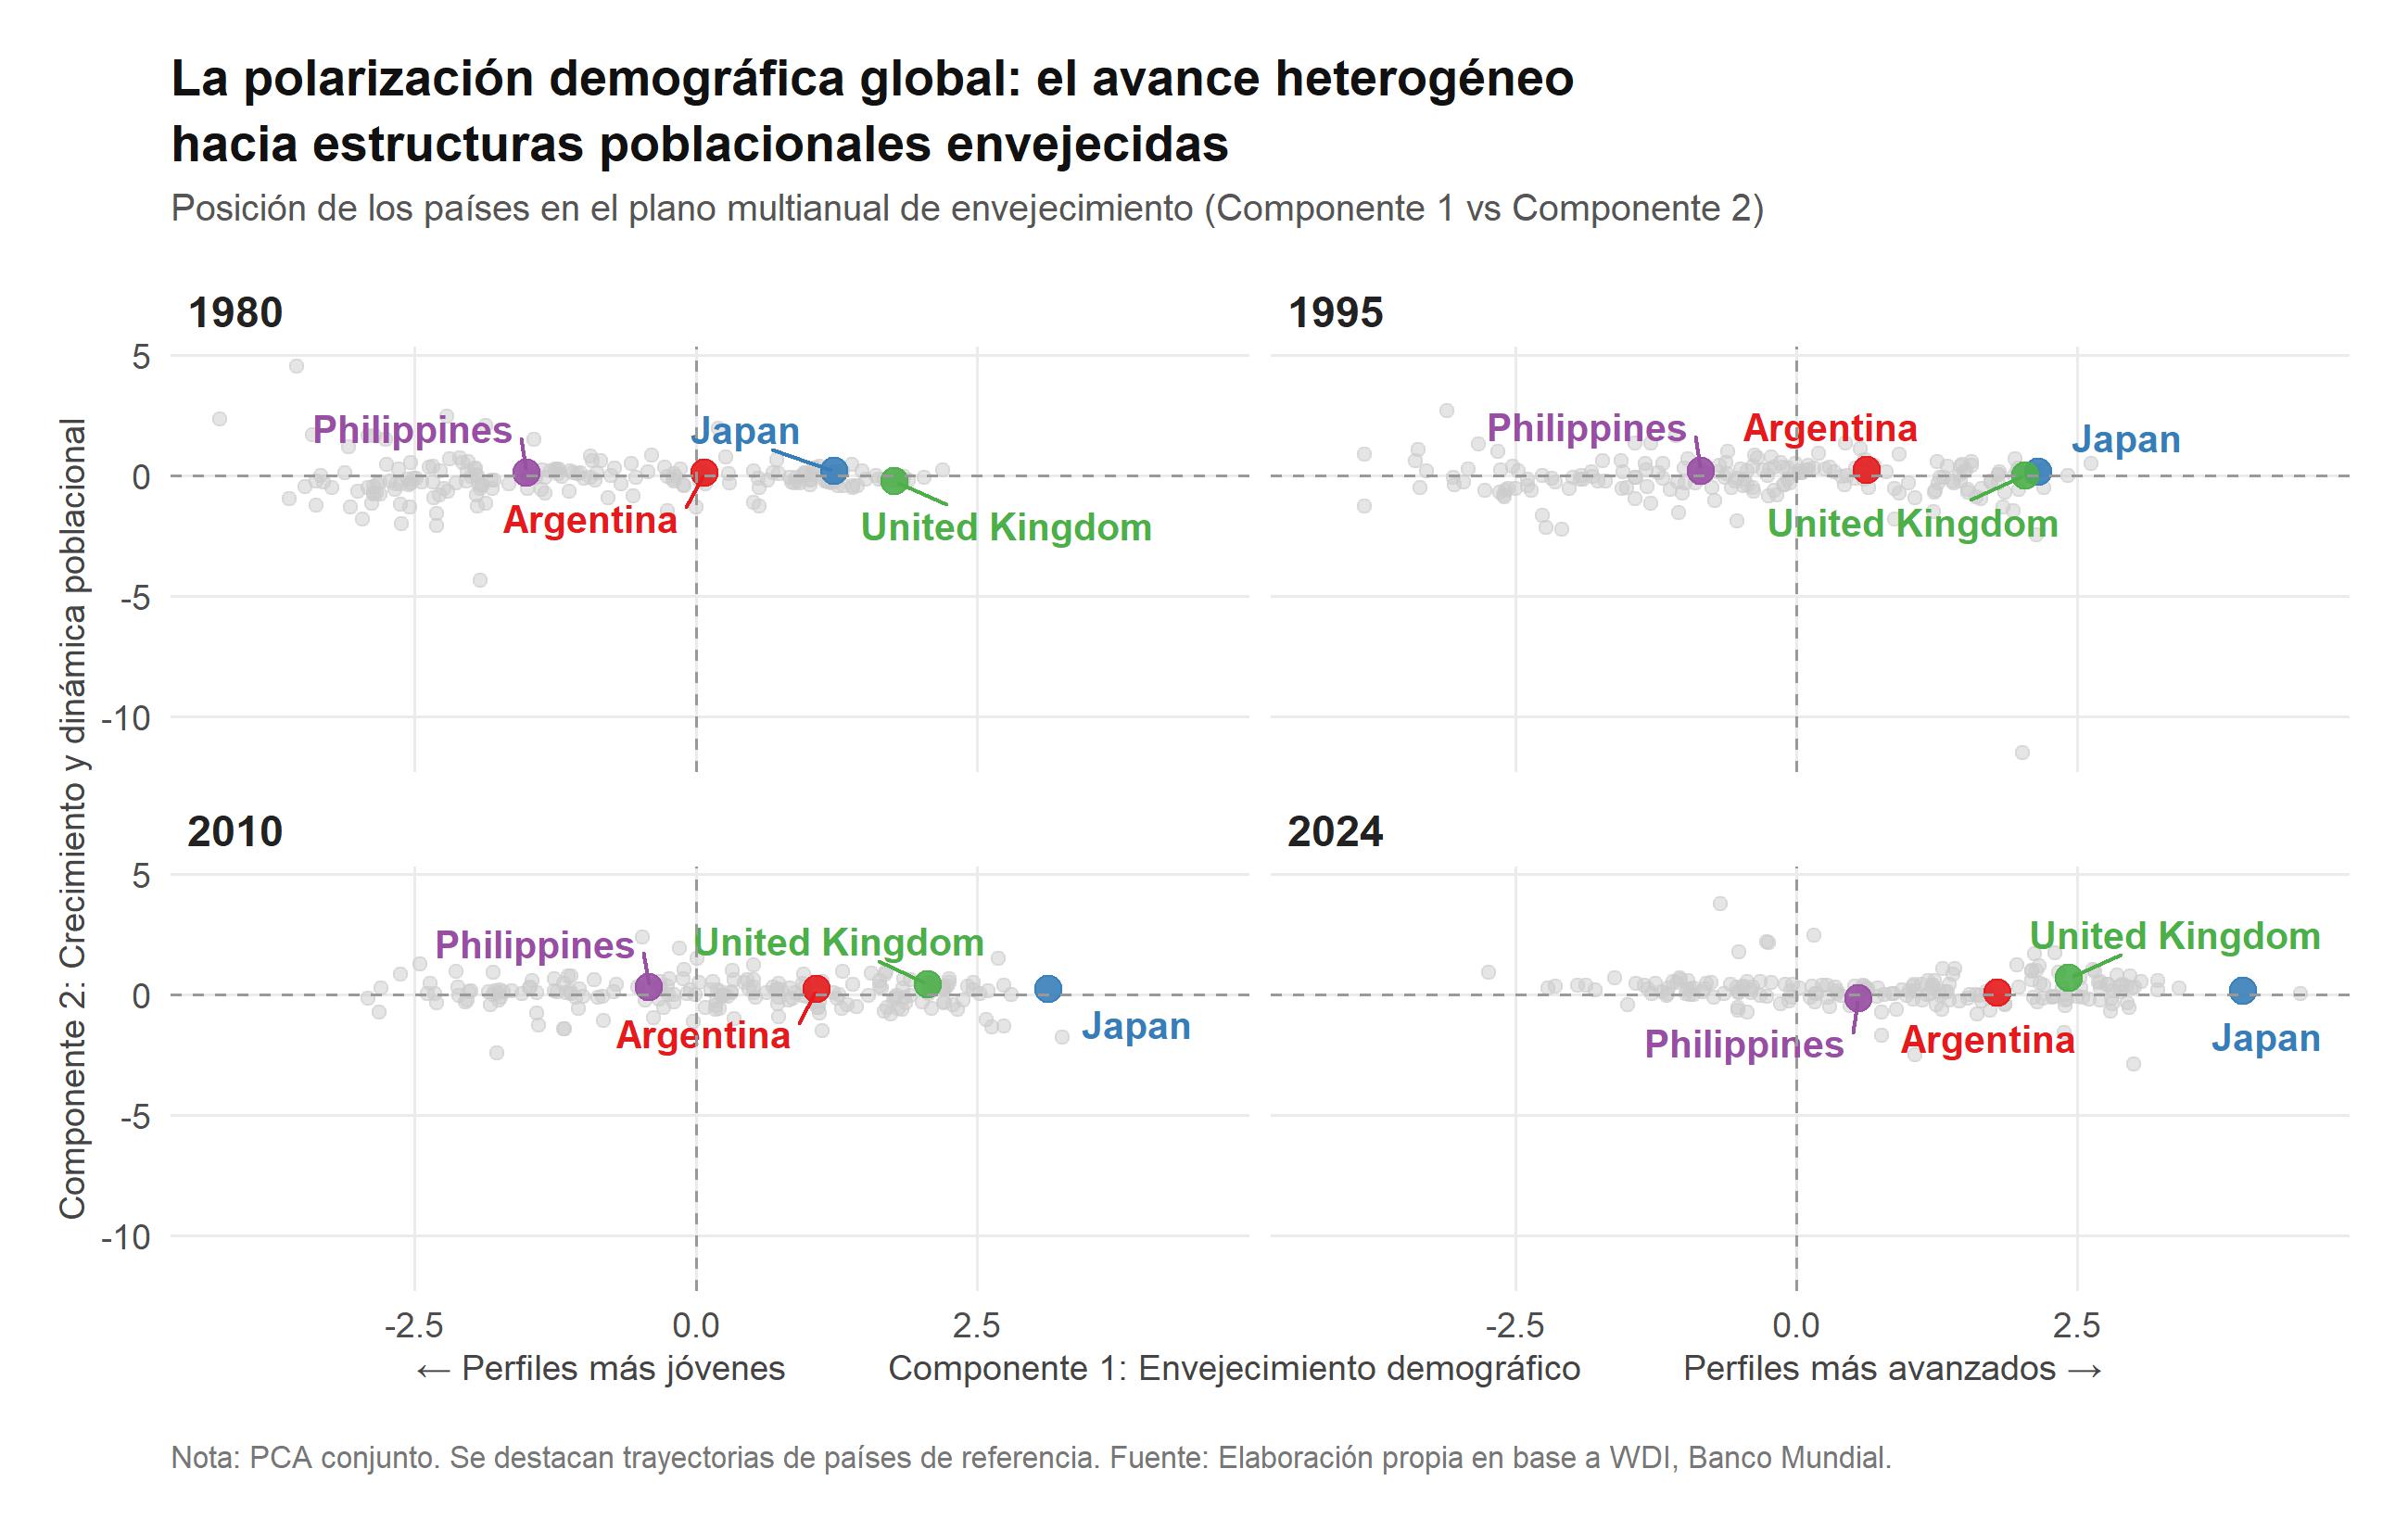 La polarización demográfica global: el avance heterogéneo
hacia estructuras poblacionales envejecidas
Posición de los países en el plano multianual de envejecimiento (Componente 1 vs Componente 2)
Componente 2: Crecimiento y dinámica poblacional
1980
5
0
-5
-10
Philippines
Japan
Argentina
United Kingdom
1995
Philippines
Argentina
Japan
United Kingdom
2010
5
0
-5
-10
Philippines
United Kingdom
Argentina
Japan
2024
United Kingdom
Philippines
Argentina
Japan
-2.5 0.0 2.5 -2.5 0.0 2.5
← Perfiles más jóvenes Componente 1: Envejecimiento demográfico Perfiles más avanzados →
Nota: PCA conjunto. Se destacan trayectorias de países de referencia. Fuente: Elaboración propia en base a WDI, Banco Mundial.